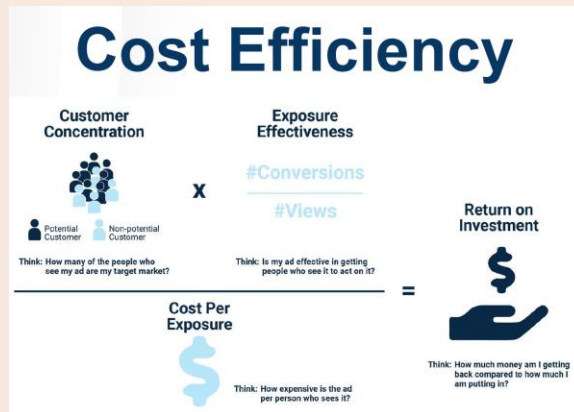 Cost Efficiency
Customer
Concentration
x
Exposure
Effectiveness
#Conversions
#Views
Potential
Customer
Non-potential
Customer
Think: How many of the people who
see my ad are my target market?
Think: Is my ad effective in getting
people who see it to act on it?
Cost Per
Exposure
$
Think: How expensive is the ad
per person who sees it?
=
Return on
Investment
$
Think: How much money am I getting
back compared to how much I
am putting in?